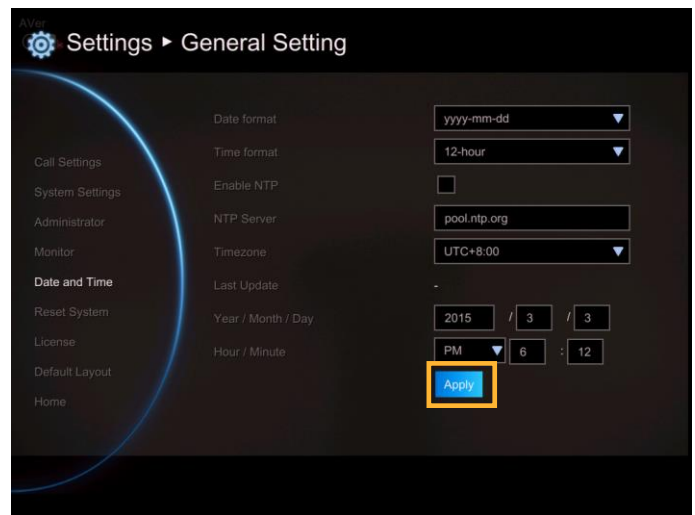 AVer
Settings ▸ General Setting
Date format yyyy-mm-dd
Time format 12-hour
Call Settings
Enable NTP
System Settings
NTP Server pool.ntp.org
Administrator
Timezone UTC+8:00
Monitor
Date and Time
Last Update -
Reset System
Year / Month / Day 2015 / 3 / 3
License
Hour / Minute PM 6 : 12
Default Layout
Apply
Home